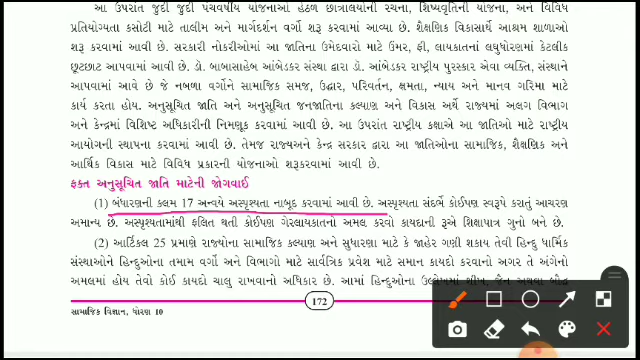 આ ઉપરાંત જુદી જુદી પંચવર્ષીય યોજના હેઠળ છાત્રાલયોની રચના, શિષ્યવૃત્તિની યોજના, અને વિવિધ
પ્રતિયોગીતા કસોટી માટે તાલીમ અને માર્ગદર્શન વર્ગો શરૂ કરવામાં આવ્યા છે. શૈક્ષણિક વિકાસાર્થે આશ્રમ શાળાઓ
શરૂ કરવામાં આવી છે. સરકારી નોકરીઓમાં આ જાતિના ઉમેદવારો માટે ઉંમર, ફી, લાયકાતનાં લઘુધોરણમાં કેટલીક
છૂટછાટ આપવામાં આવી છે. ડૉ. બાબાસાહેબ આંબેડકર સંસ્થા દ્વારા ડૉ. આંબેડકર રાષ્ટ્રીય પુરસ્કાર એવા વ્યક્તિ, સંસ્થાને
આપવામાં આવે છે જે નબળા વર્ગોને સામાજિક સમજ, ઉદ્ધાર, પરિવર્તન, ક્ષમતા, ન્યાય અને માનવ ગરિમા માટે
કાર્ય કરતા હોય. અનુસૂચિત જાતિ અને અનુસૂચિત જનજાતિના કલ્યાણ અને વિકાસ અર્થે રાજ્યમાં અલગ વિભાગ
અને કેન્દ્રમાં વિશિષ્ટ અધિકારીની નિમણૂક કરવામાં આવી છે. આ ઉપરાંત રાષ્ટ્રીય કક્ષાએ આ જાતિઓ માટે રાષ્ટ્રીય
આયોગની સ્થાપના કરવામાં આવી છે. તેમજ રાજ્યઅને કેન્દ્ર સરકાર દ્વારા આ જાતિઓના સામાજિક, શૈક્ષણિક અને
આર્થિક વિકાસ માટે વિવિધ પ્રકારની યોજનાઓ શરૂકરવામાં આવી છે.
ફક્ત અનુસૂચિત જાતિ માટેની જોગવાઈ
(1) બંધારણની કલમ 17 અન્વયે અસ્પૃશ્યતા નાબૂદ કરવામાં આવી છે. અસ્પૃશ્યતા સંદર્ભે કોઈપણ સ્વરૂપે કરાતું આચરણ
અમાન્ય છે. અસ્પૃશ્યતામાંથી ફલિત થતી કોઈપણ ગેરલાયકાતનો અમલ કરવો કાયદાની રૂએ શિક્ષાપાત્ર ગુનો બને છે.
(2) આર્ટિકલ 25 પ્રમાણે રાજ્યોના સામાજિક કલ્યાણ અને સુધારણા માટે કે જાહેર ગણી શકાય તેવી હિન્દુ ધાર્મિક
સંસ્થાઓને હિન્દુઓના તમામ વર્ગો અને વિભાગો માટે સાર્વત્રિક પ્રવેશ માટે સમાન કાયદો કરવાનો અગર તે અંગેનો
અમલમાં હોય તેવો કોઈ કાયદો ચાલુ રાખવાનો અધિકાર છે. આમાં હિન્દુઓના ઉલ્લેખમાં શીખ, જૈન અથવા બૌદ્ધ
172
સામાજિક વિજ્ઞાન, ધોરણ 10